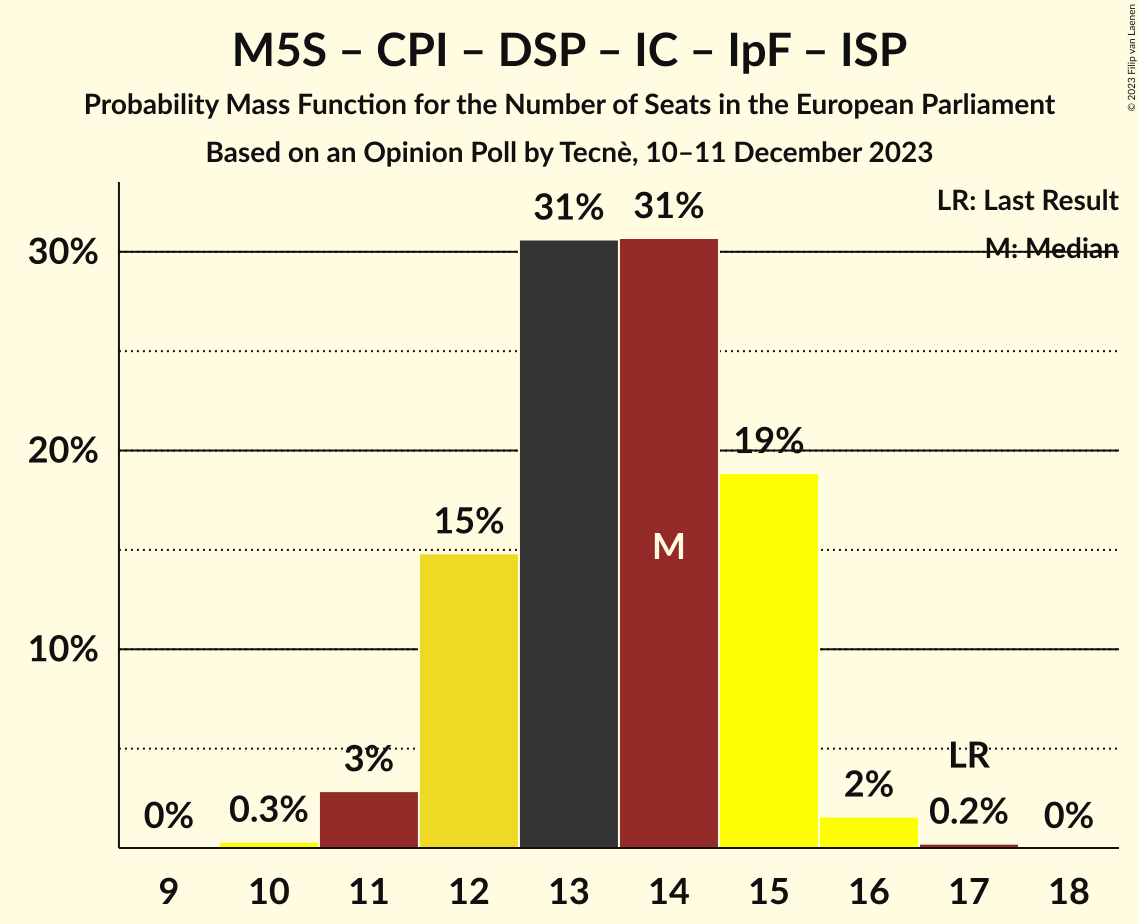 M5S – CPI – DSP – IC – IpF – ISP
Probability Mass Function for the Number of Seats in the European Parliament
Based on an Opinion Poll by Tecnè, 10–11 December 2023
© 2023 Filip van Laenen
LR: Last Result
M: Median
30%
20%
10%
0%
0.3%
3%
15%
31%
31%
M
19%
2%
LR
0.2%
0%
9 10 11 12 13 14 15 16 17 18